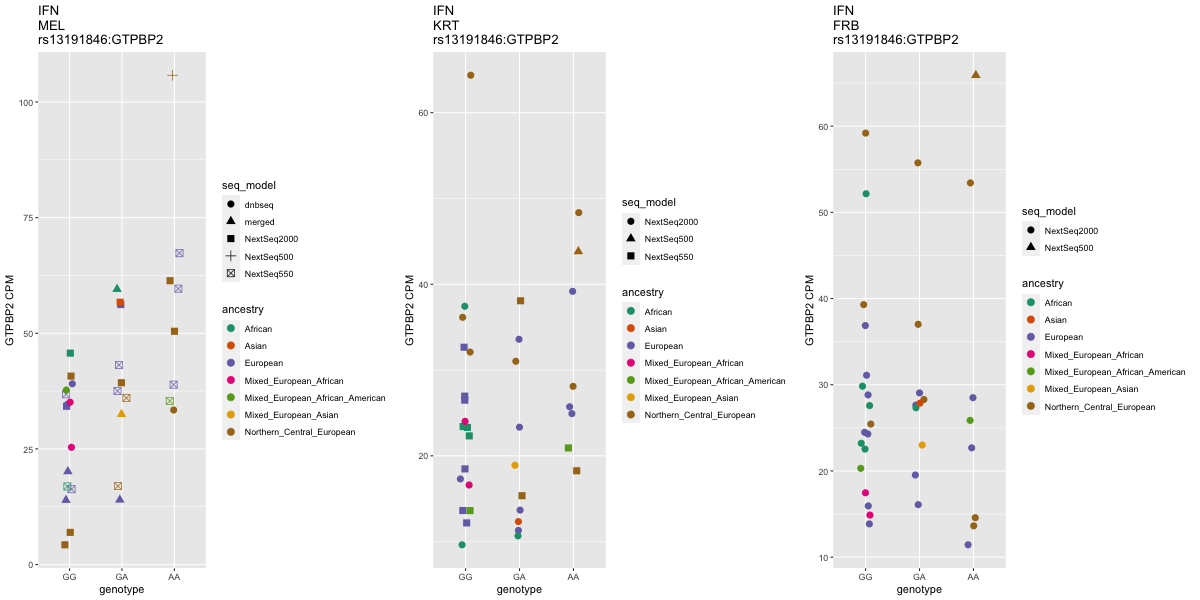 IFN
MEL
rs13191846:GTPBP2
GTPBP2 CPM
100
75
50
25
0
GG GA AA
genotype
seq_model
dnbseq
merged
NextSeq2000
NextSeq500
NextSeq550
ancestry
African
Asian
European
Mixed_European_African
Mixed_European_African_American
Mixed_European_Asian
Northern_Central_European
IFN
KRT
rs13191846:GTPBP2
GTPBP2 CPM
60
40
20
GG GA AA
genotype
seq_model
NextSeq2000
NextSeq500
NextSeq550
ancestry
African
Asian
European
Mixed_European_African
Mixed_European_African_American
Mixed_European_Asian
Northern_Central_European
IFN
FRB
rs13191846:GTPBP2
GTPBP2 CPM
60
50
40
30
20
10
GG GA AA
genotype
seq_model
NextSeq2000
NextSeq500
ancestry
African
Asian
European
Mixed_European_African
Mixed_European_African_American
Mixed_European_Asian
Northern_Central_European